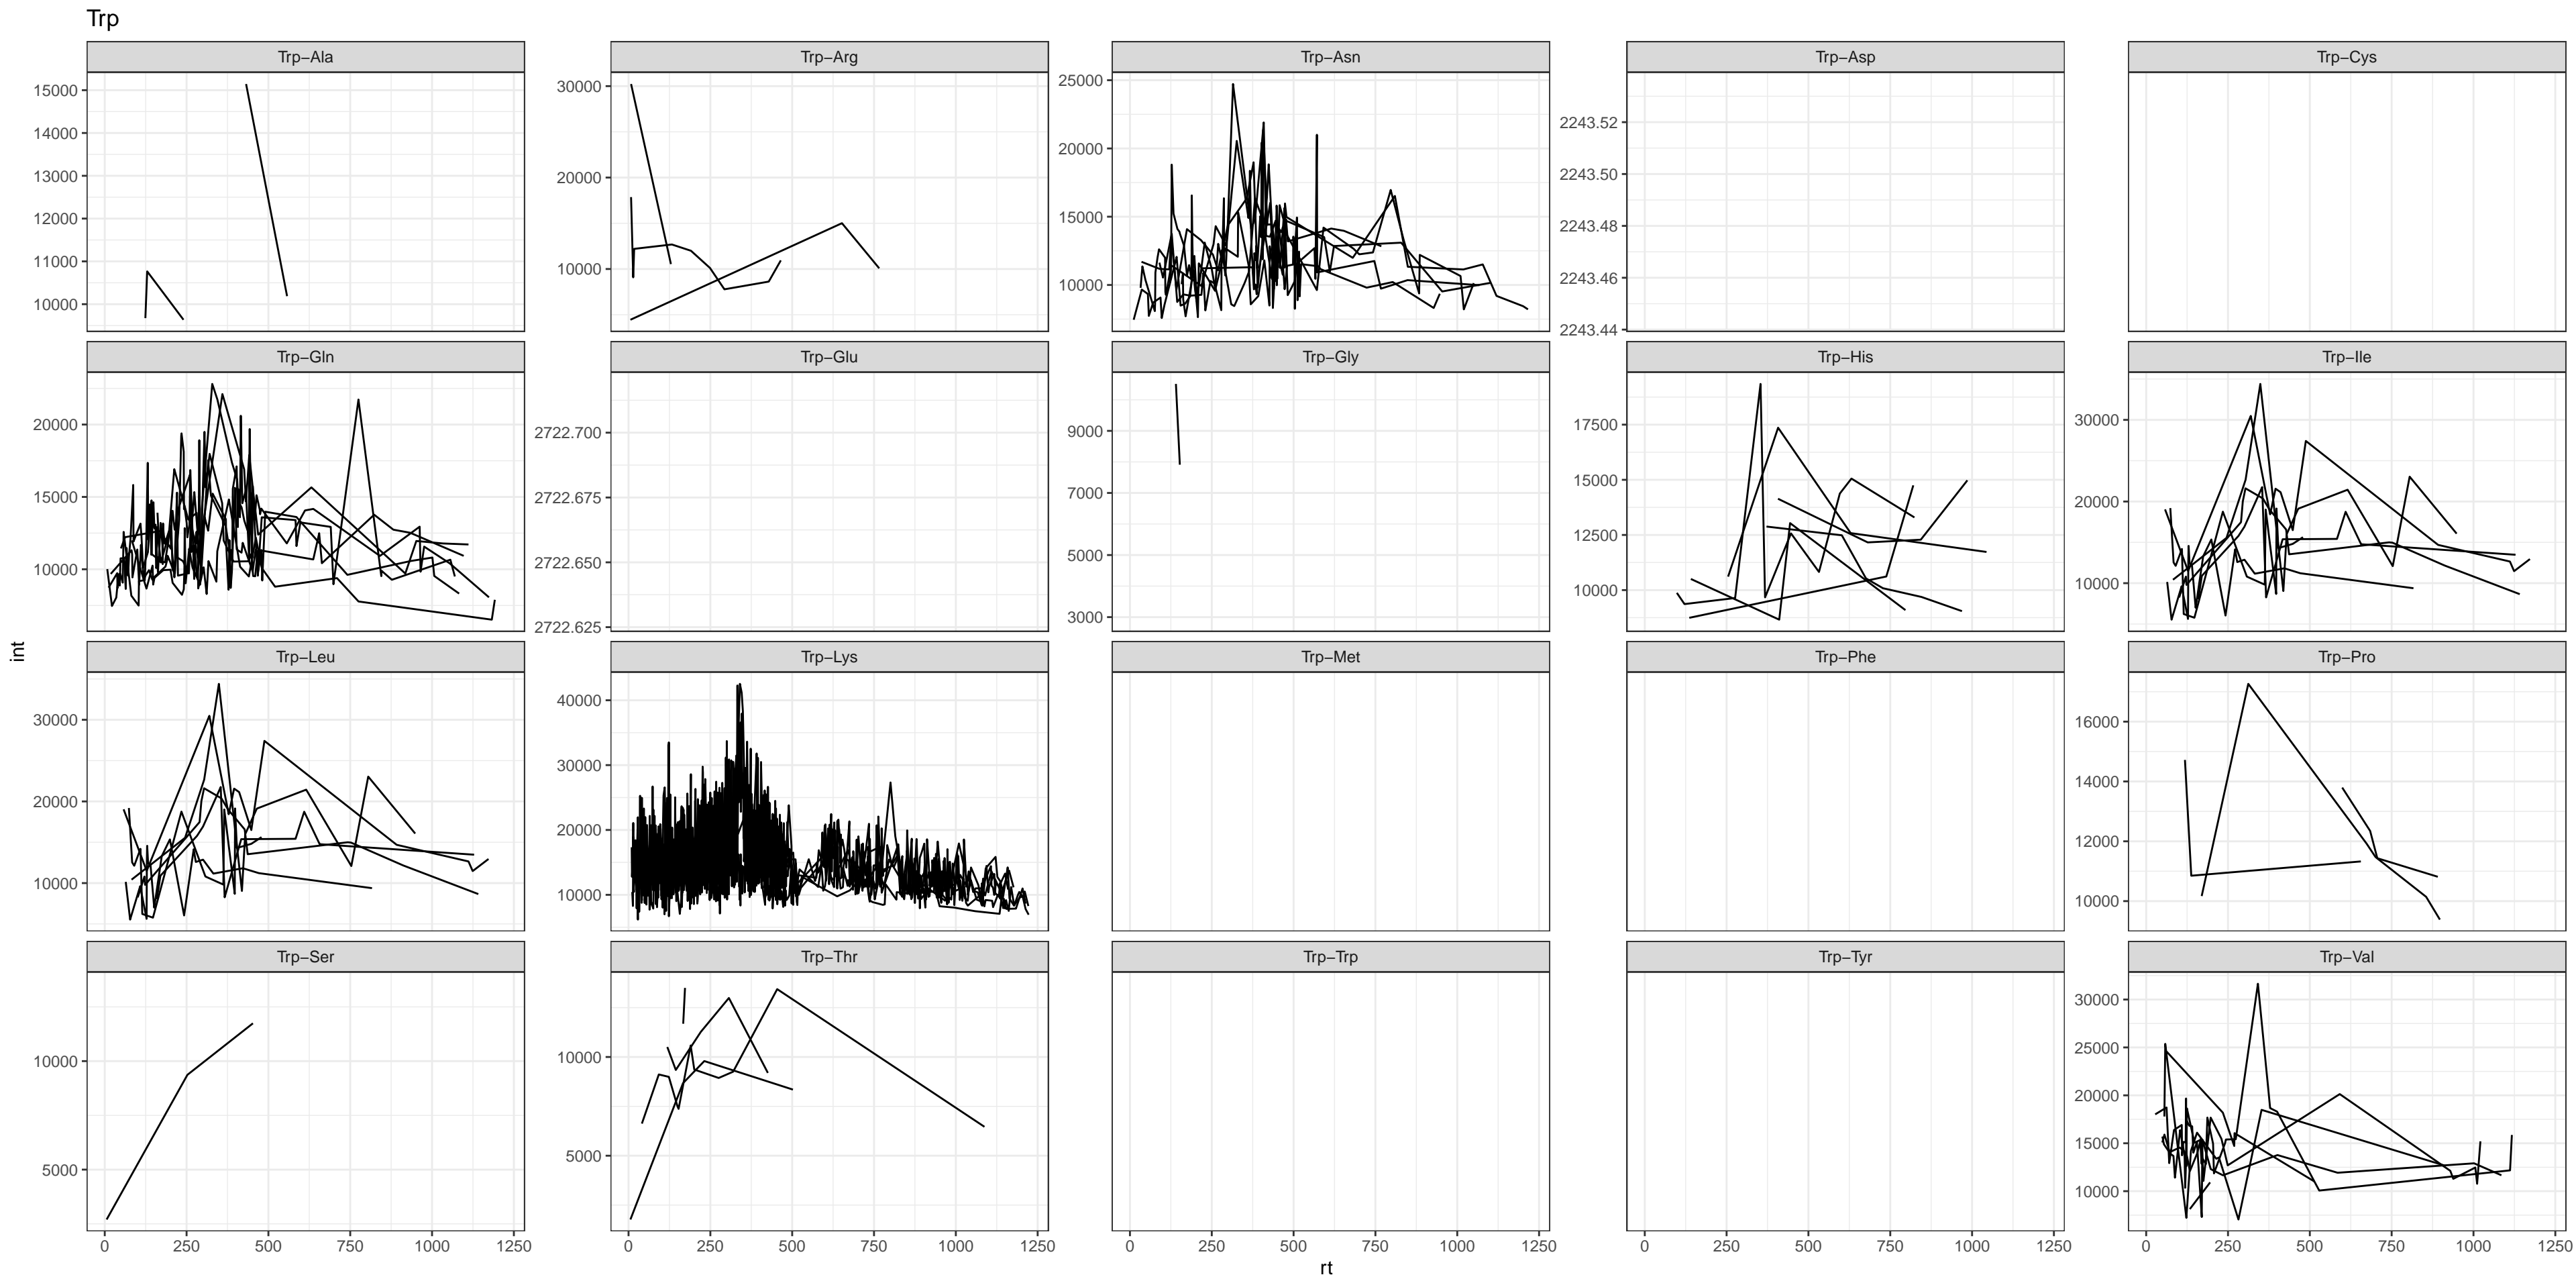 Trp
Trp−Ala
Trp−Arg
Trp−Asn
Trp−Asp
Trp−Cys
15000
14000
13000
12000
11000
10000
30000
20000
10000
25000
20000
15000
10000
2243.52
2243.50
2243.48
2243.46
2243.44
Trp−Gln
Trp−Glu
Trp−Gly
Trp−His
Trp−Ile
20000
15000
10000
2722.700
2722.675
2722.650
2722.625
9000
7000
5000
3000
17500
15000
12500
10000
30000
20000
10000
int
Trp−Leu
Trp−Lys
Trp−Met
Trp−Phe
Trp−Pro
30000
20000
10000
40000
30000
20000
10000
16000
14000
12000
10000
Trp−Ser
Trp−Thr
Trp−Trp
Trp−Tyr
Trp−Val
10000
5000
10000
5000
30000
25000
20000
15000
10000
0 250 500 750 1000 1250
0 250 500 750 1000 1250
0 250 500 750 1000 1250
0 250 500 750 1000 1250
0 250 500 750 1000 1250
rt